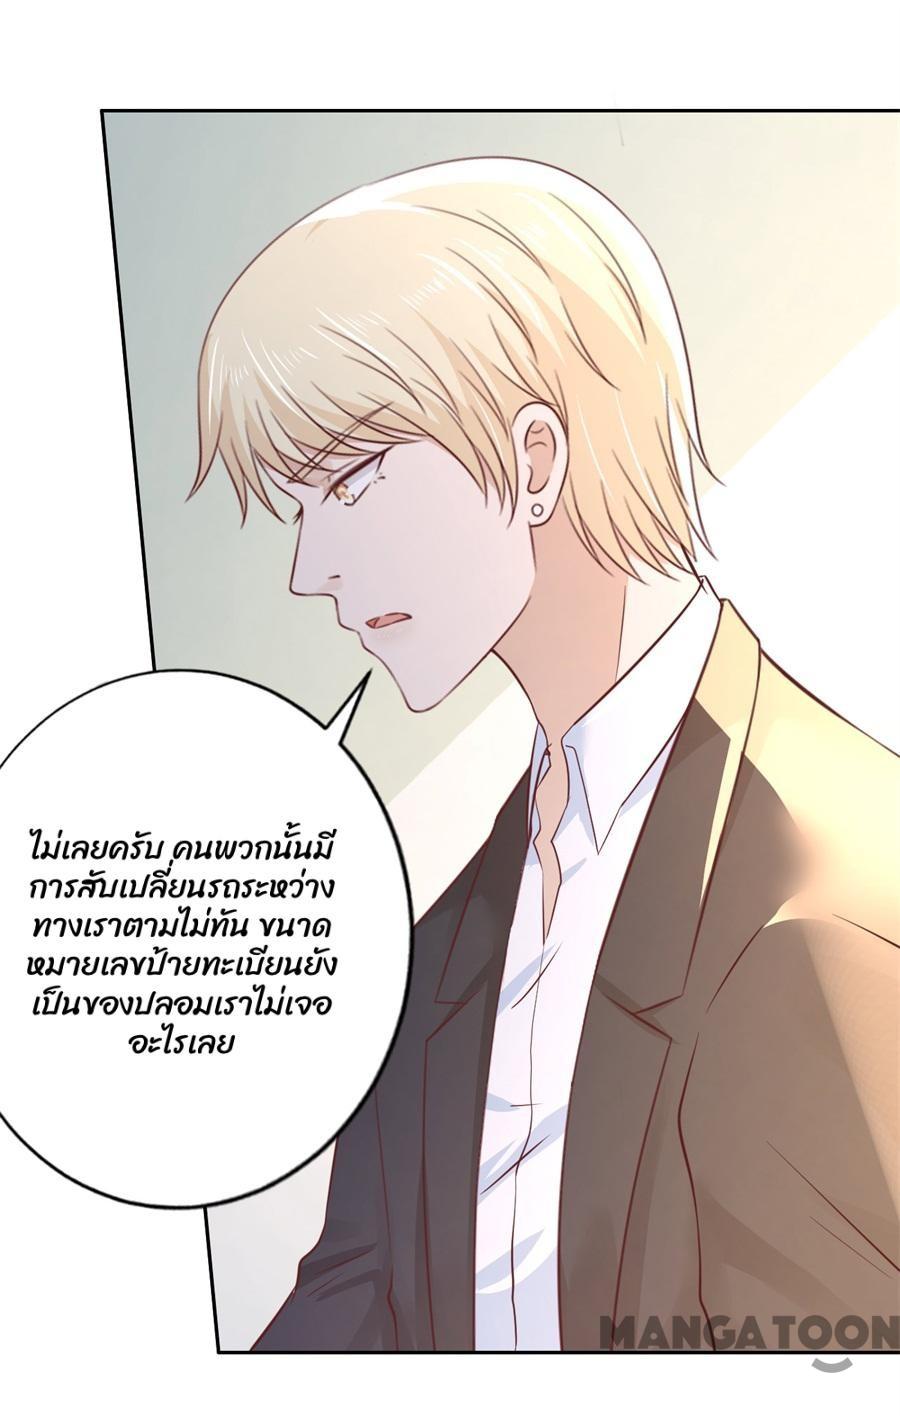 ไม่เลยครับ คนพวกนั้นมี
การสับเปลี่ยนรถระหว่าง
ทางเราตามไม่ทัน ขนาด
หมายเลขป้ายทะเบียนยัง
เป็นของปลอมเราไม่เจอ
อะไรเลย
MANGATOON